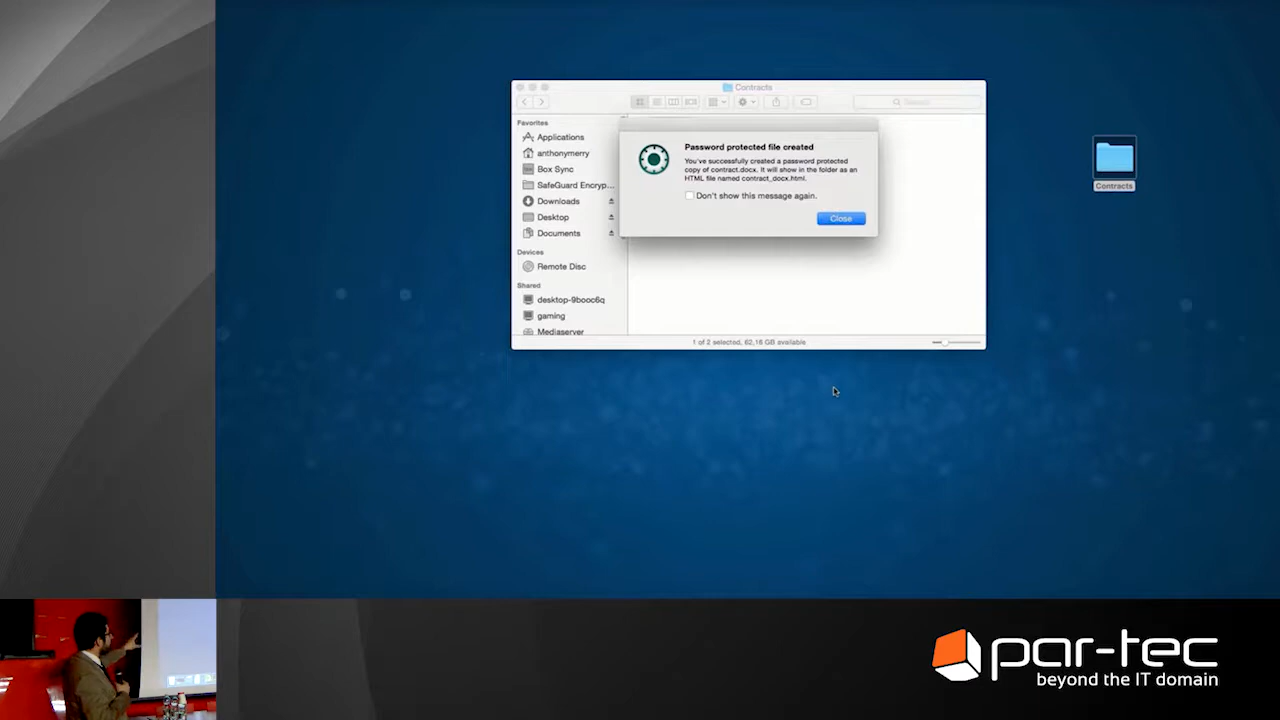 Contracts
Search
Favorites
Applications
anthonymerry
Box Sync
SafeGuard Encryp...
Downloads
Desktop
Documents
Devices
Remote Disc
Shared
desktop-9booc6q
gaming
Mediaserver
Password protected file created
You've successfully created a password protected
copy of contract.docx. It will show in the folder as an
HTML file named contract_docx.html.
Don't show this message again.
Close
1 of 2 selected, 62,16 GB available
Contracts
par-tec
beyond the IT domain